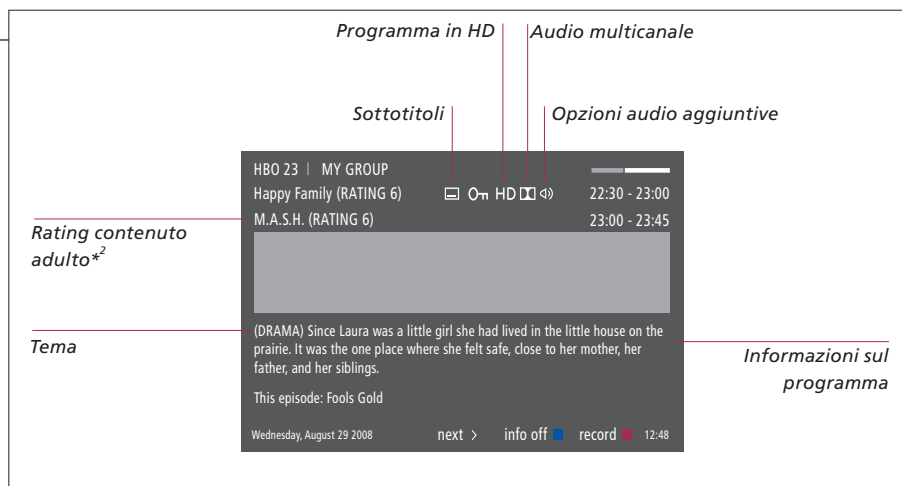 Programma in HD
Audio multicanale
Sottotitoli
Opzioni audio aggiuntive
HBO 23 | MY GROUP
Happy Family (RATING 6) HD 22:30 - 23:00
M.A.S.H. (RATING 6) 23:00 - 23:45
Rating contenuto
adulto*2
(DRAMA) Since Laura was a little girl she had lived in the little house on the
prairie. It was the one place where she felt safe, close to her mother, her
father, and her siblings.
Tema
Informazioni sul
programma
This episode: Fools Gold
Wednesday, August 29 2008 next > info off record 12:48